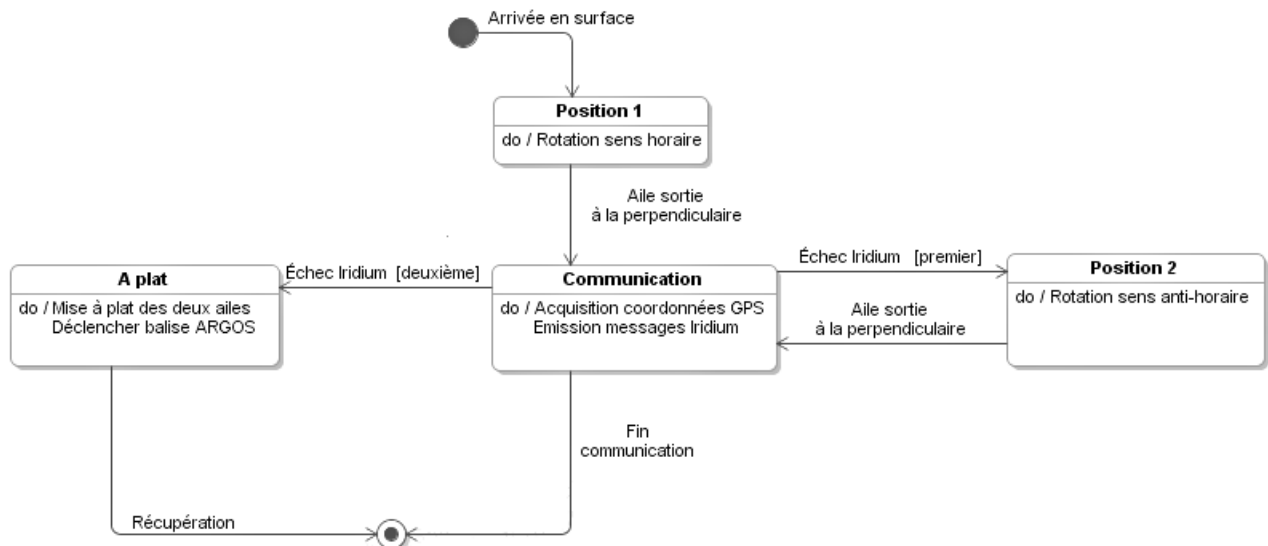 Arrivée en surface
Position 1
do / Rotation sens horaire
Aile sortie
à la perpendiculaire
Échec Iridium [deuxième]
Échec Iridium [premier]
A plat
do / Mise à plat des deux ailes
Déclencher balise ARGOS
Communication
do / Acquisition coordonnées GPS
Emission messages Iridium
Position 2
do / Rotation sens anti-horaire
Aile sortie
à la perpendiculaire
Fin
communication
Récupération